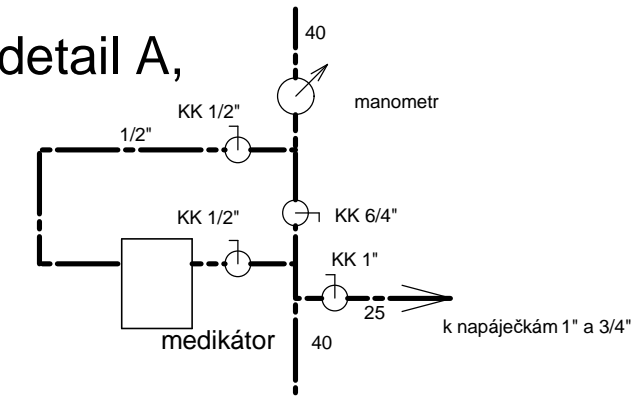 40
detail A,
manometr
KK 1/2"
1/2"
KK 1/2"
KK 6/4"
KK 1"
25
k napáječkám 1" a 3/4"
medikátor
40